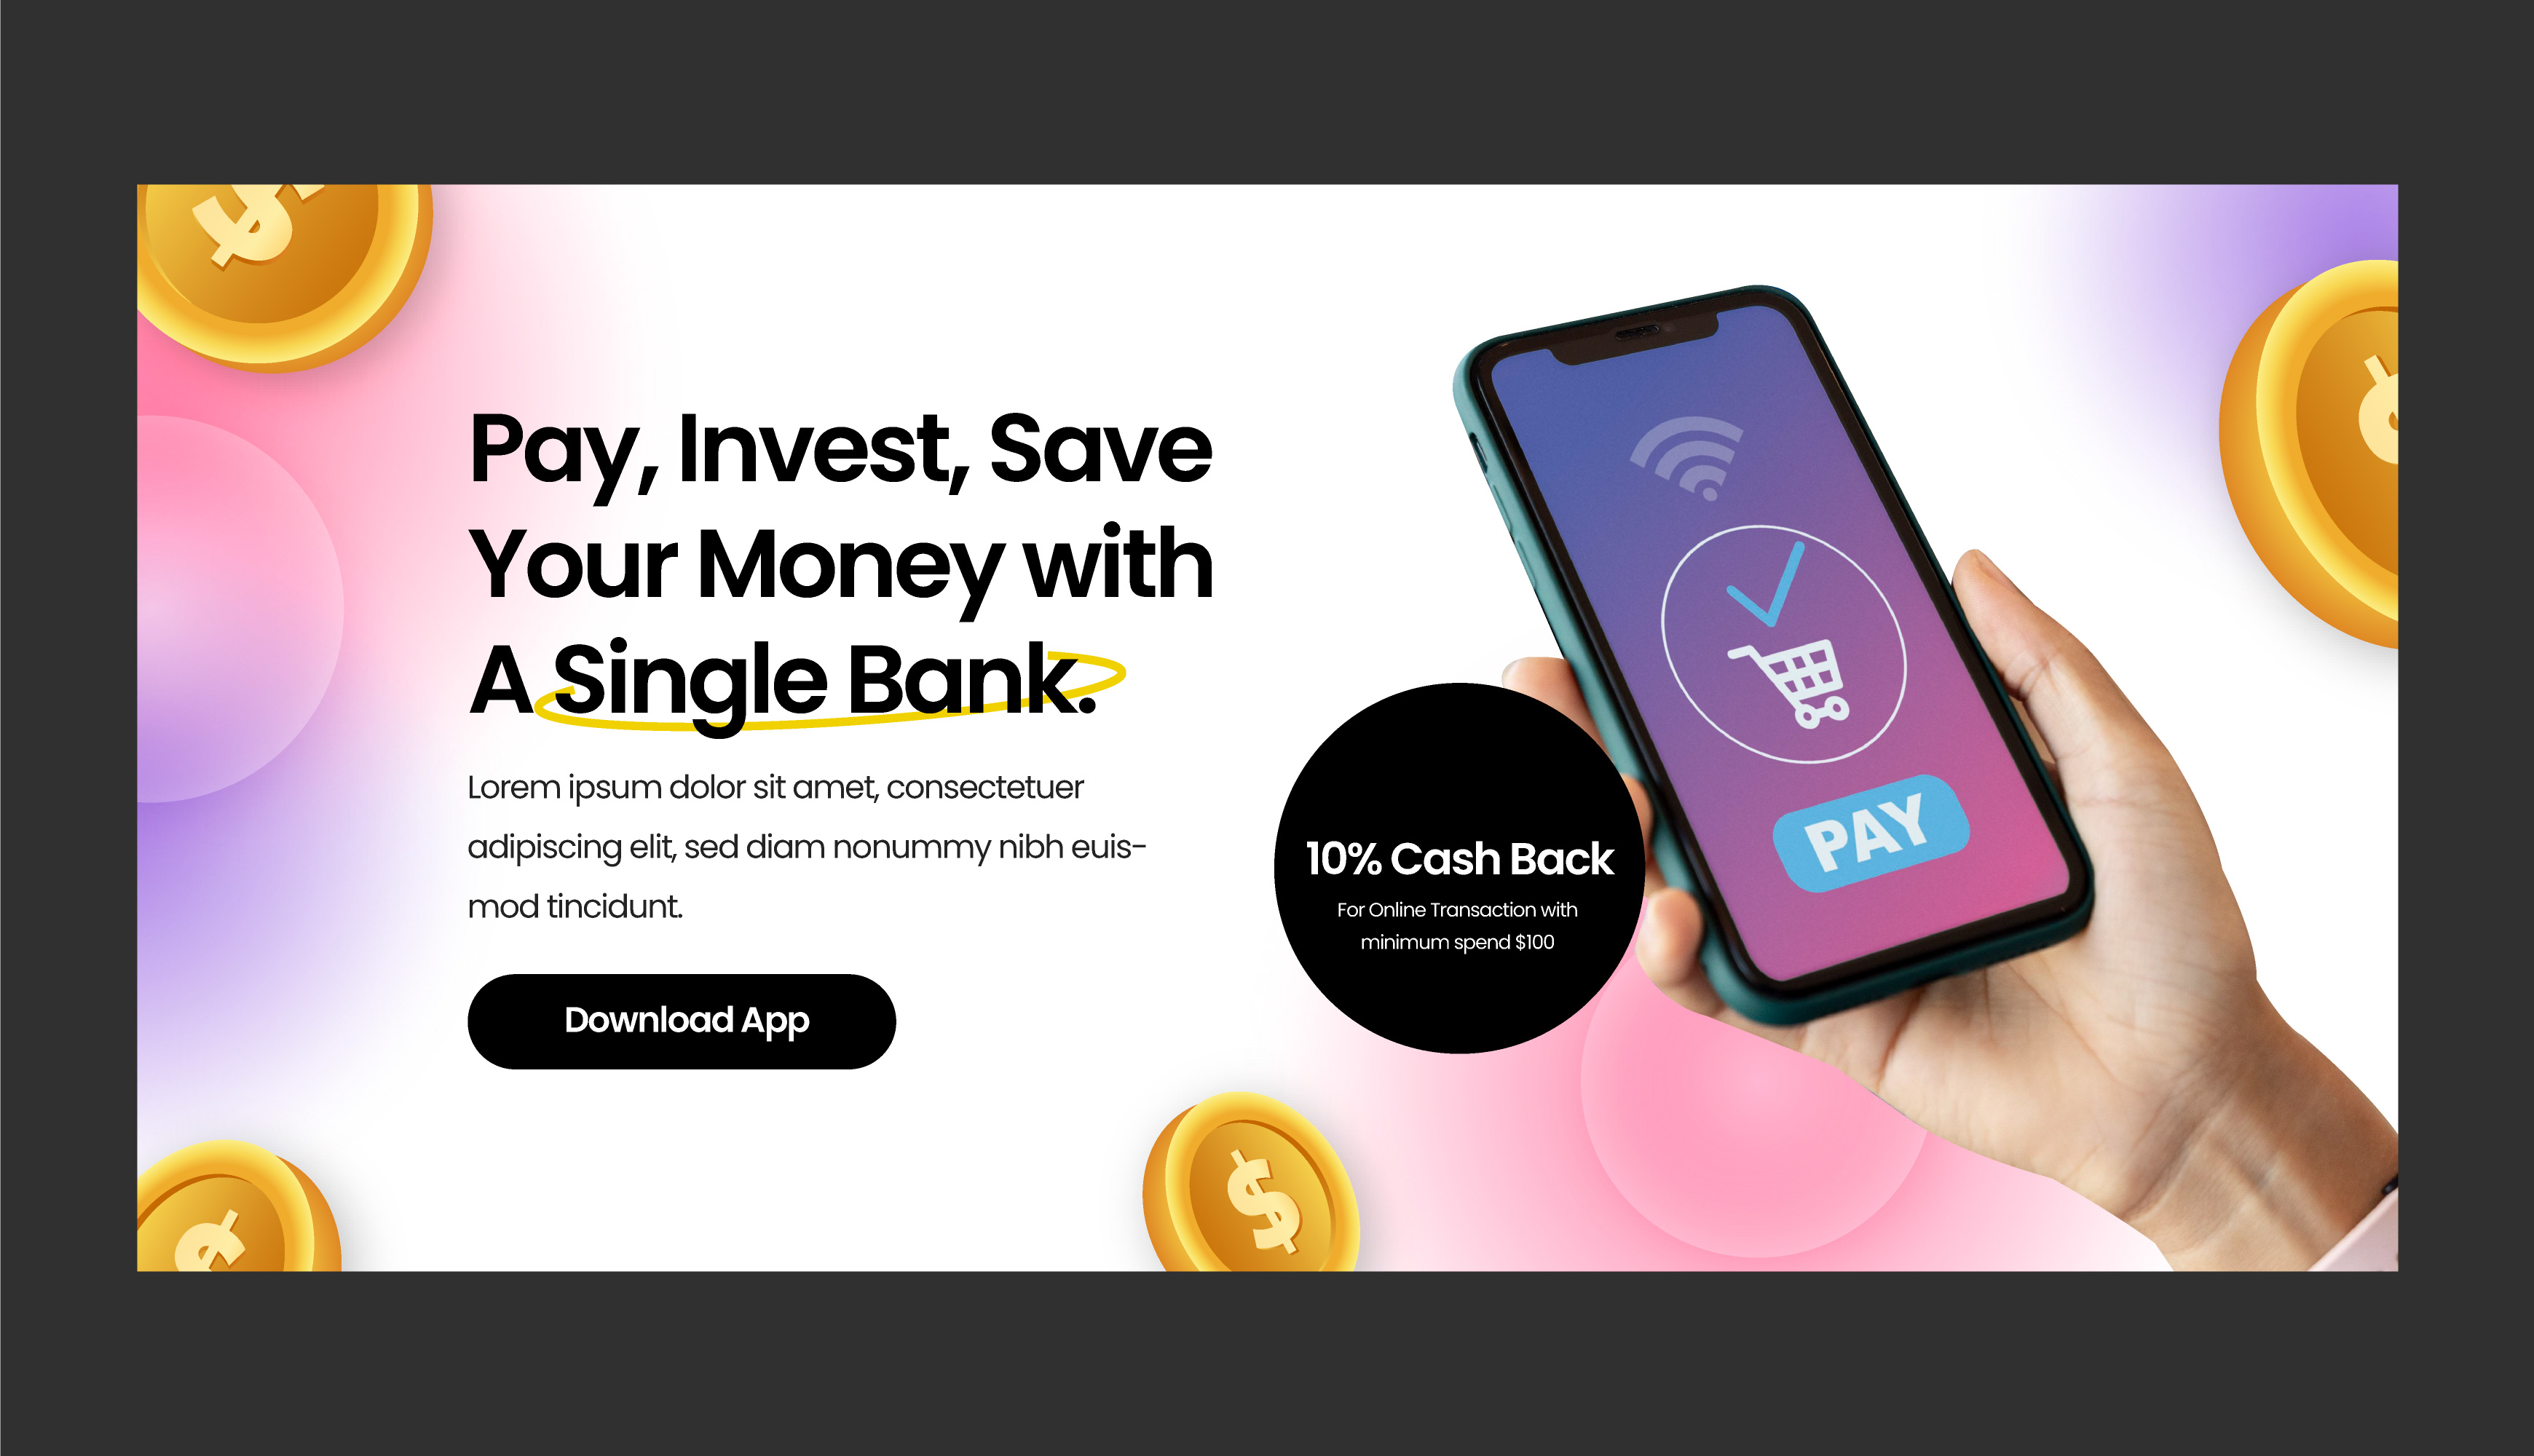 Pay, Invest, Save
Your Money with
A Single Bank.
Lorem ipsum dolor sit amet, consectetuer
adipiscing elit, sed diam nonummy nibh euis-
mod tincidunt.
Download App
10% Cash Back
For Online Transaction with
minimum spend $100
PAY
$
$
$
$